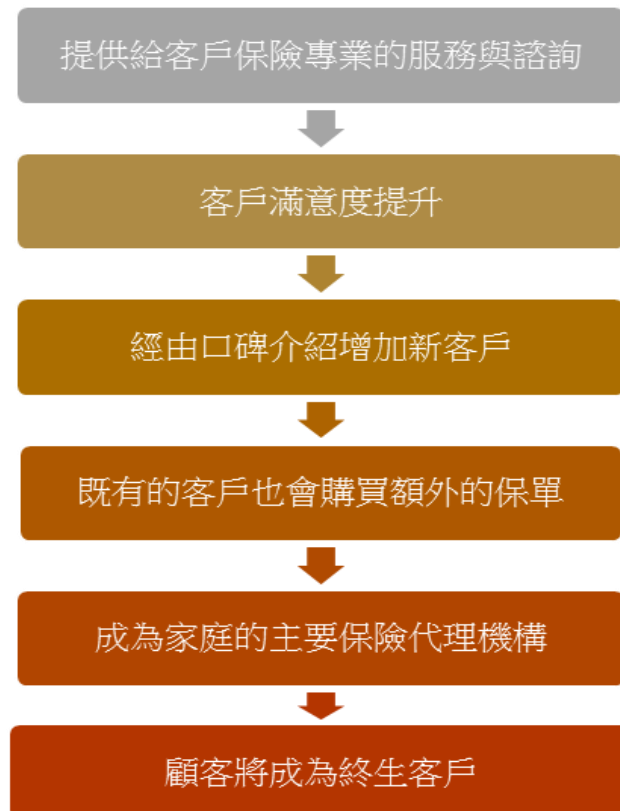 提供給客戶保險專業的服務與諮詢
客戶滿意度提升
經由口碑介紹增加新客戶
既有的客戶也會購買額外的保單
成為家庭的主要保險代理機構
顧客將成為終生客戶